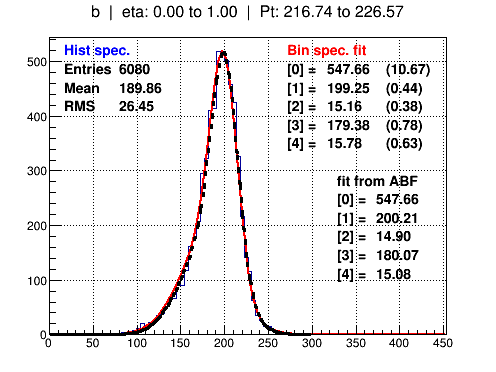 b | eta: 0.00 to 1.00 | Pt: 216.74 to 226.57
Hist spec.
Entries 6080
Mean 189.86
RMS 26.45
Bin spec. fit
[0] = 547.66 (10.67)
[1] = 199.25 (0.44)
[2] = 15.16 (0.38)
[3] = 179.38 (0.78)
[4] = 15.78 (0.63)
fit from ABF
[0] = 547.66
[1] = 200.21
[2] = 14.90
[3] = 180.07
[4] = 15.08
500
400
300
200
100
0
0 50 100 150 200 250 300 350 400 450